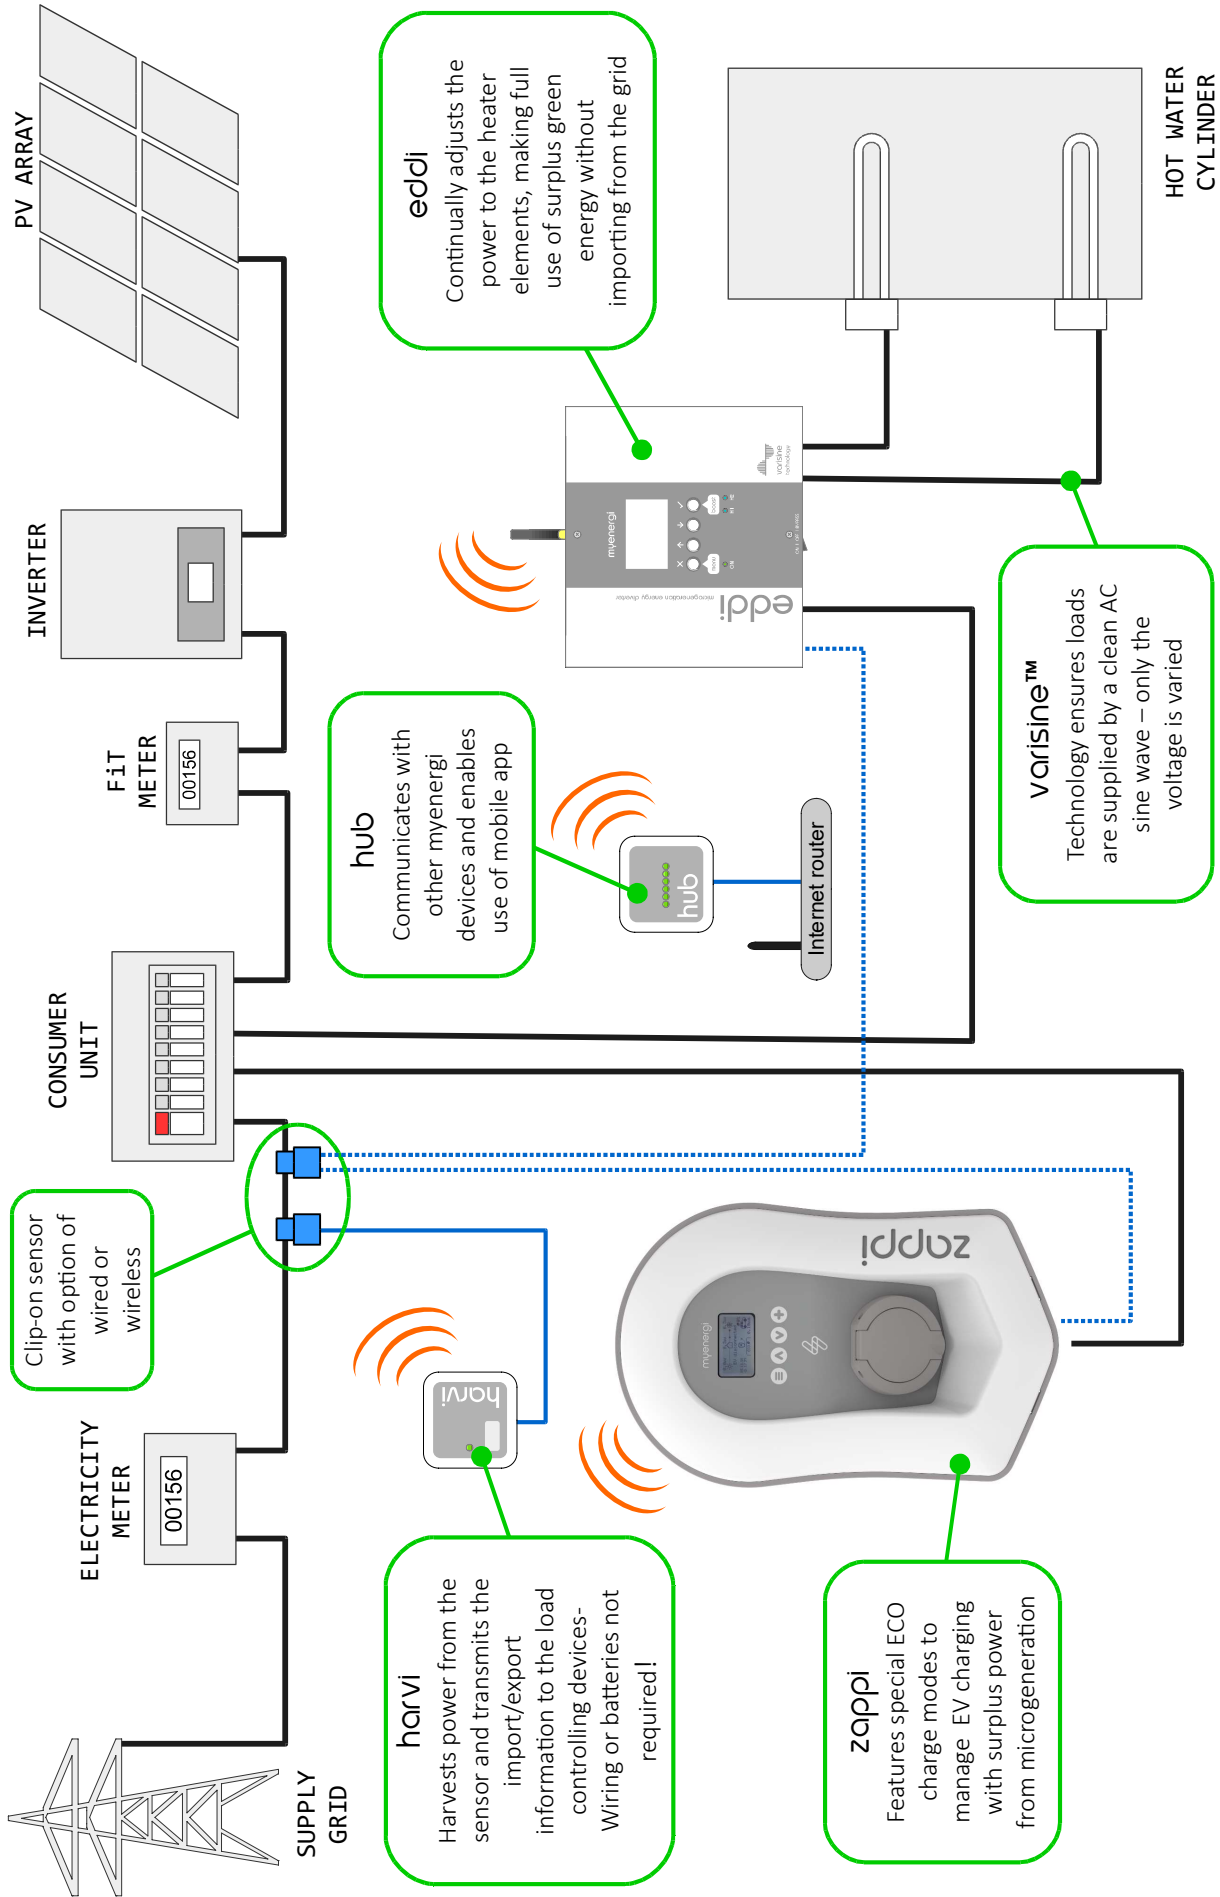 SUPPLY
GRID
ELECTRICITY
METER
00156
Clip-on sensor
with option of
wired or
wireless
CONSUMER
UNIT
FiT
METER
00156
INVERTER
PV ARRAY
harvi
Harvests power from the
sensor and transmits the
import/export
information to the load
controlling devices-
Wiring or batteries not
required!
harvi
hub
Communicates with
other myenergi
devices and enables
use of mobile app
hub
Internet router
eddi
Continually adjusts the
power to the heater
elements, making full
use of surplus green
energy without
importing from the grid
myenergi
eddi
microgeneration energy divertor
varisine
technology
zappi
Features special ECO
charge modes to
manage EV charging
with surplus power
from microgeneration
myenergi
zappi
varisine™
Technology ensures loads
are supplied by a clean AC
sine wave – only the
voltage is varied
HOT WATER
CYLINDER